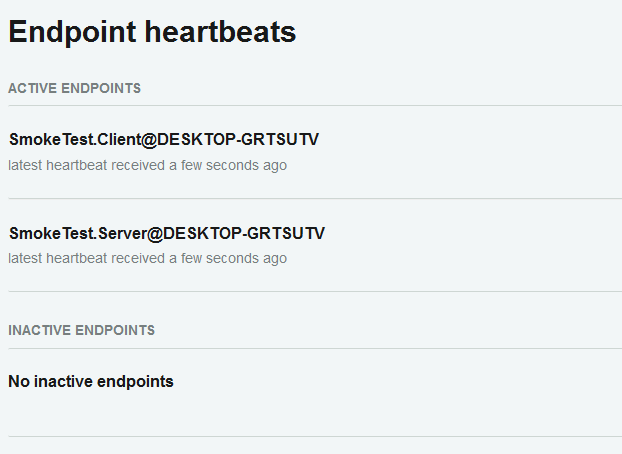 Endpoint heartbeats
ACTIVE ENDPOINTS
SmokeTest.Client@DESKTOP-GRTSUTV
latest heartbeat received a few seconds ago
SmokeTest.Server@DESKTOP-GRTSUTV
latest heartbeat received a few seconds ago
INACTIVE ENDPOINTS
No inactive endpoints